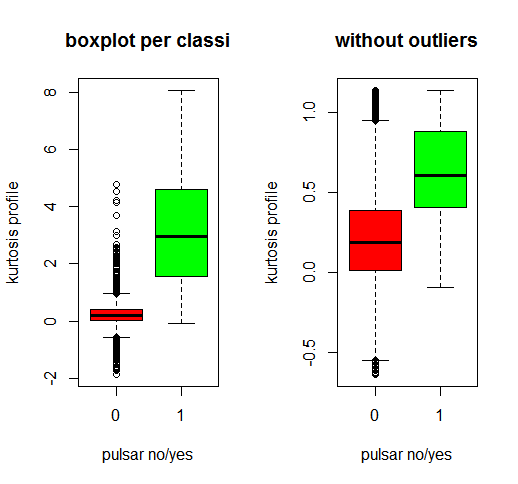 boxplot per classi
kurtosis profile
8
6
4
2
0
-2
0 1
pulsar no/yes
without outliers
kurtosis profile
1.0
0.5
0.0
-0.5
0 1
pulsar no/yes